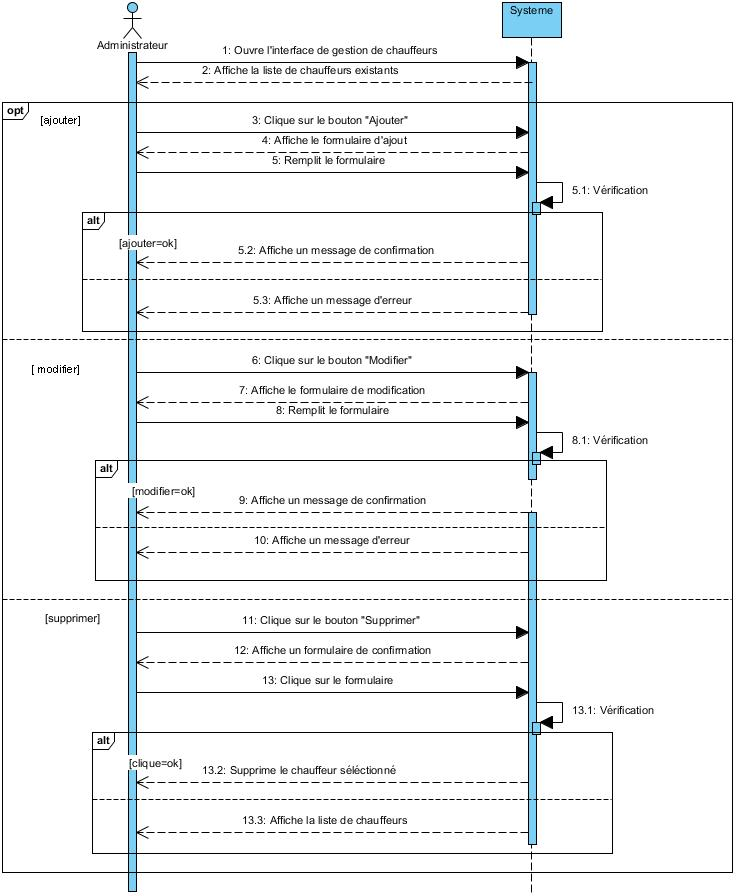 Systeme
Administrateur
1: Ouvre l'interface de gestion de chauffeurs
2: Affiche la liste de chauffeurs existants
opt
[ajouter]
3: Clique sur le bouton "Ajouter"
4: Affiche le formulaire d'ajout
5: Remplit le formulaire
5.1: Vérification
alt
[ajouter=ok]
5.2: Affiche un message de confirmation
5.3: Affiche un message d'erreur
[ modifier]
6: Clique sur le bouton "Modifier"
7: Affiche le formulaire de modification
8: Remplit le formulaire
8.1: Vérification
alt
[modifier=ok]
9: Affiche un message de confirmation
10: Affiche un message d'erreur
[supprimer]
11: Clique sur le bouton "Supprimer"
12: Affiche un formulaire de confirmation
13: Clique sur le formulaire
13.1: Vérification
alt
[clique=ok]
13.2: Supprime le chauffeur séléctionné
13.3: Affiche la liste de chauffeurs